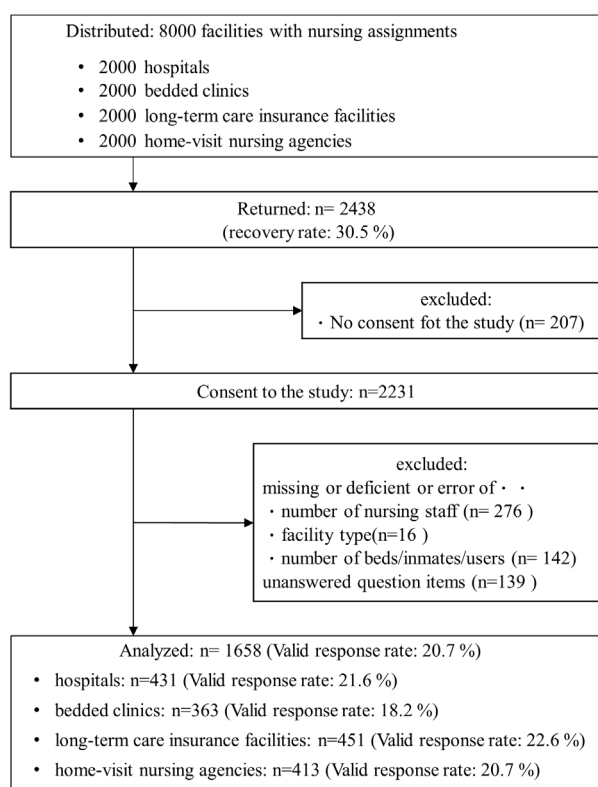 Distributed: 8000 facilities with nursing assignments
• 2000 hospitals
• 2000 bedded clinics
• 2000 long-term care insurance facilities
• 2000 home-visit nursing agencies
Returned: n= 2438
(recovery rate: 30.5 %)
excluded:
・No consent fot the study (n= 207)
Consent to the study: n=2231
excluded:
missing or deficient or error of・・
・number of nursing staff (n= 276 )
・facility type(n=16 )
・number of beds/inmates/users (n= 142)
unanswered question items (n=139 )
Analyzed: n= 1658 (Valid response rate: 20.7 %)
• hospitals: n=431 (Valid response rate: 21.6 %)
• bedded clinics: n=363 (Valid response rate: 18.2 %)
• long-term care insurance facilities: n=451 (Valid response rate: 22.6 %)
• home-visit nursing agencies: n=413 (Valid response rate: 20.7 %)